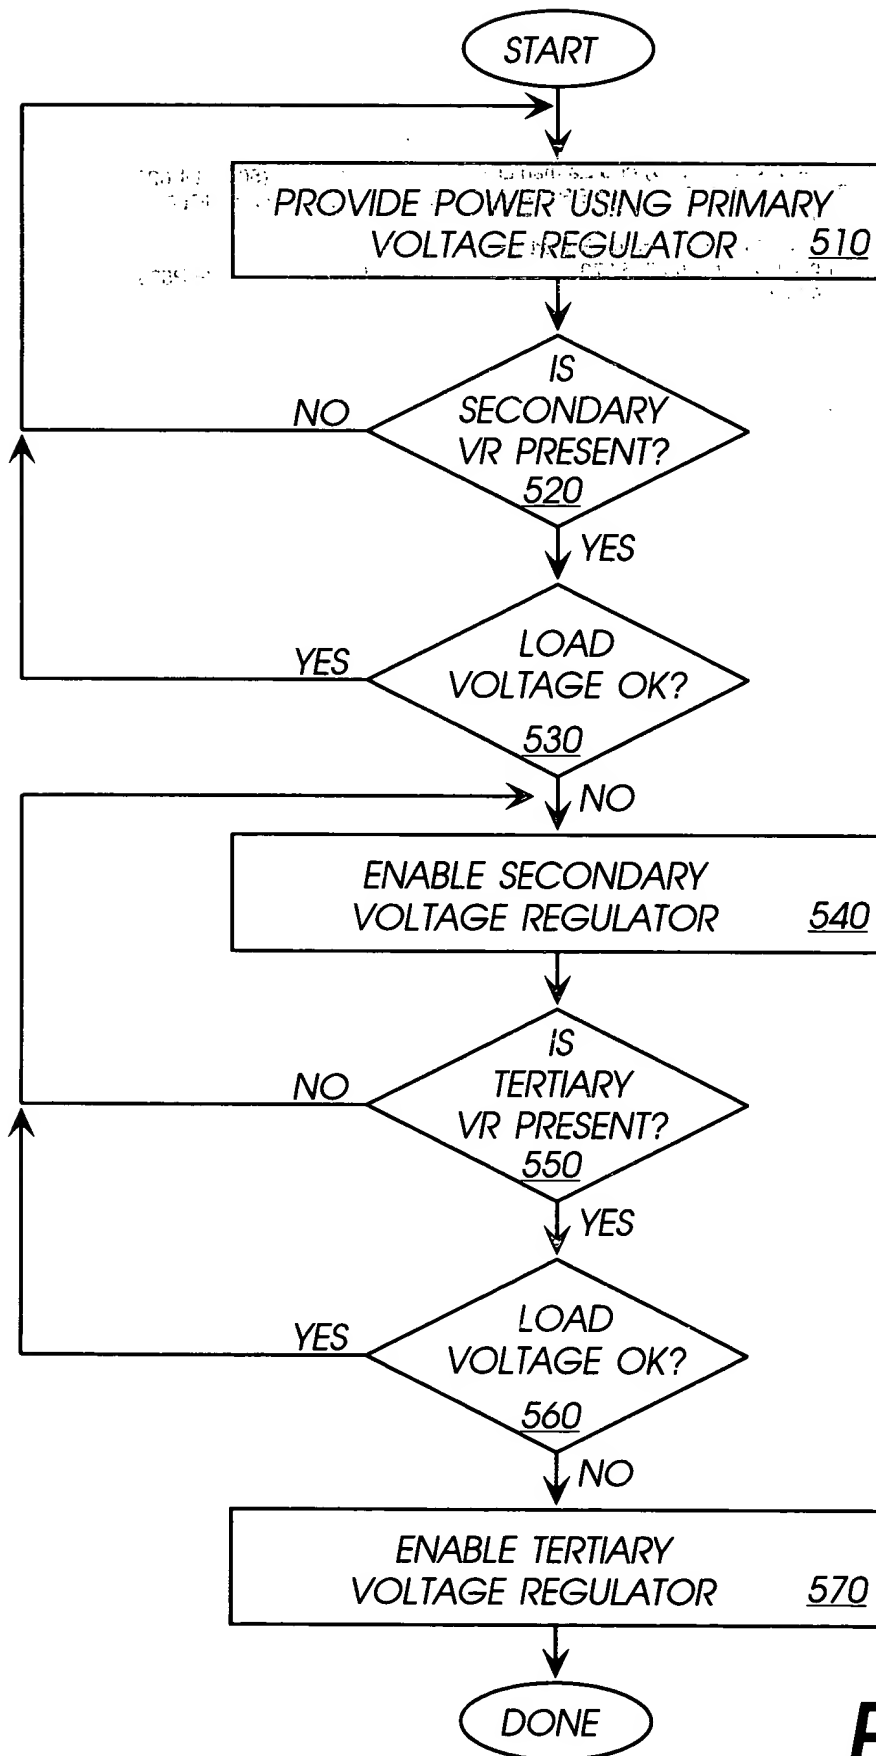 START
PROVIDE POWER USING PRIMARY
VOLTAGE REGULATOR 510
IS
SECONDARY
VR PRESENT?
520
NO
YES
LOAD
VOLTAGE OK?
530
YES
NO
ENABLE SECONDARY
VOLTAGE REGULATOR 540
IS
TERTIARY
VR PRESENT?
550
NO
YES
LOAD
VOLTAGE OK?
560
YES
NO
ENABLE TERTIARY
VOLTAGE REGULATOR 570
DONE